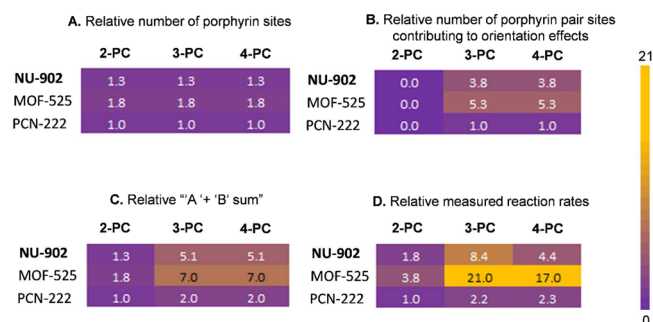 A. Relative number of porphyrin sites
2-PC 3-PC 4-PC
NU-902 1.3 1.3 1.3
MOF-525 1.8 1.8 1.8
PCN-222 1.0 1.0 1.0
B. Relative number of porphyrin pair sites
contributing to orientation effects
2-PC 3-PC 4-PC
NU-902 0.0 3.8 3.8
MOF-525 0.0 5.3 5.3
PCN-222 0.0 1.0 1.0
21
C. Relative "'A '+ 'B' sum"
2-PC 3-PC 4-PC
NU-902 1.3 5.1 5.1
MOF-525 1.8 7.0 7.0
PCN-222 1.0 2.0 2.0
D. Relative measured reaction rates
2-PC 3-PC 4-PC
NU-902 1.8 8.4 4.4
MOF-525 3.8 21.0 17.0
PCN-222 1.0 2.2 2.3
0